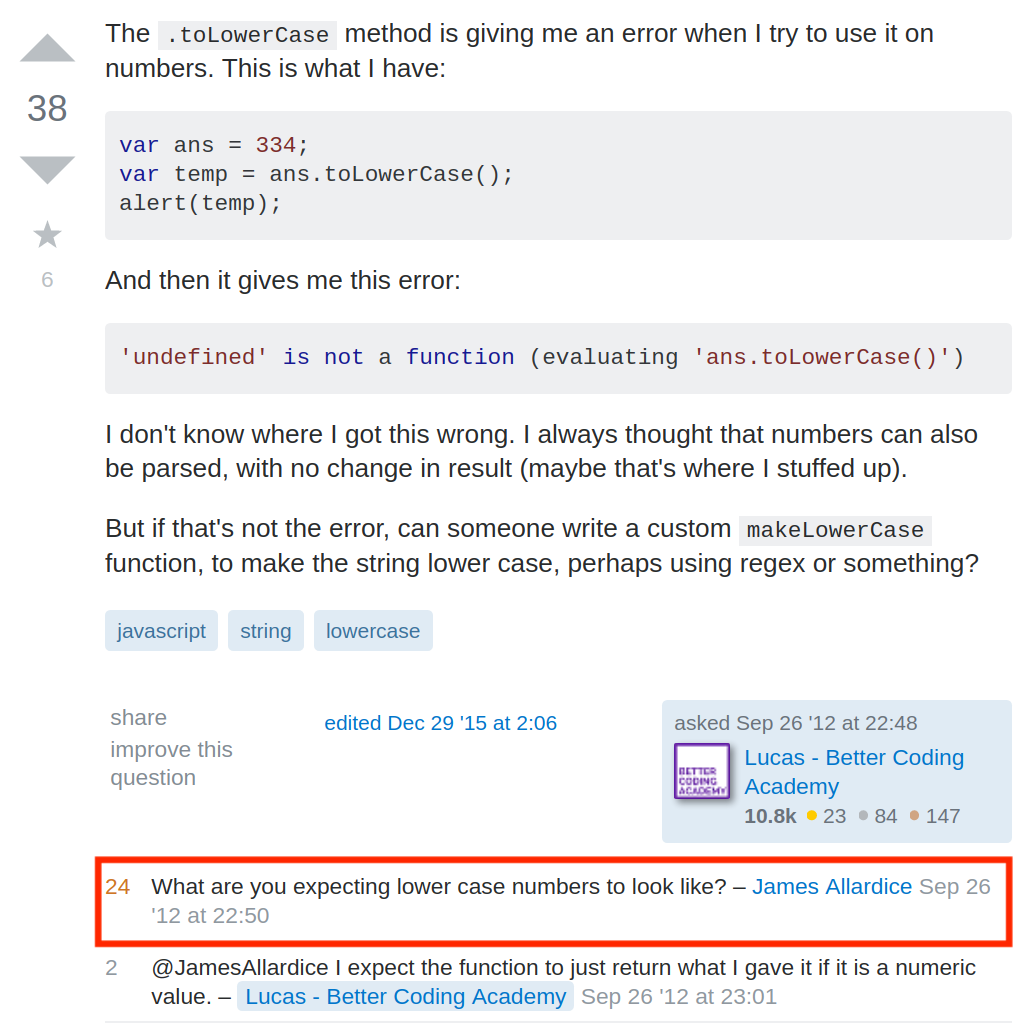 The .toLowerCase method is giving me an error when I try to use it on
numbers. This is what I have:
38
var ans = 334;
var temp = ans.toLowerCase();
alert(temp);
6
And then it gives me this error:
'undefined' is not a function (evaluating 'ans.toLowerCase()')
I don't know where I got this wrong. I always thought that numbers can also
be parsed, with no change in result (maybe that's where I stuffed up).
But if that's not the error, can someone write a custom makeLowerCase
function, to make the string lower case, perhaps using regex or something?
javascript string lowercase
share
improve this
question
edited Dec 29 '15 at 2:06
asked Sep 26 '12 at 22:48
BETTER
CODING
ACADEMY
Lucas - Better Coding
Academy
10.8k 23 84 147
24 What are you expecting lower case numbers to look like? – James Allardice Sep 26
'12 at 22:50
2 @JamesAllardice I expect the function to just return what I gave it if it is a numeric
value. – Lucas - Better Coding Academy Sep 26 '12 at 23:01